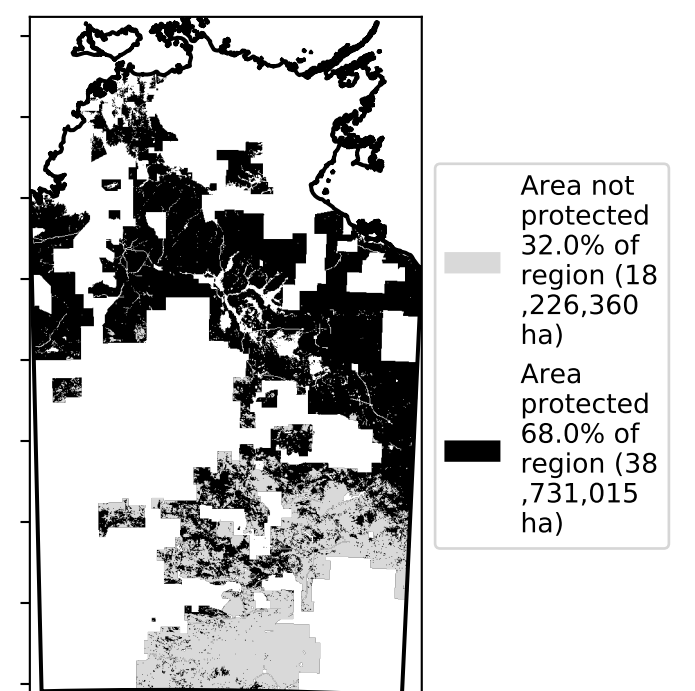 Area not
protected
32.0% of
region (18
,226,360
ha)
Area
protected
68.0% of
region (38
,731,015
ha)